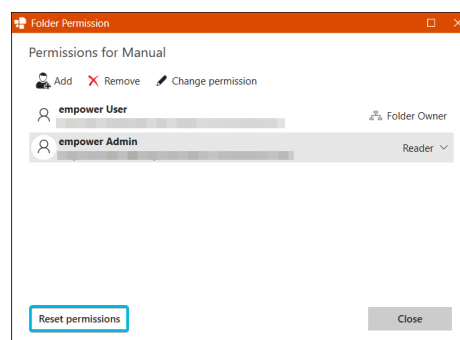 Folder Permission
Permissions for Manual
Add Remove Change permission
empower User
Folder Owner
empower Admin
Reader
Reset permissions Close